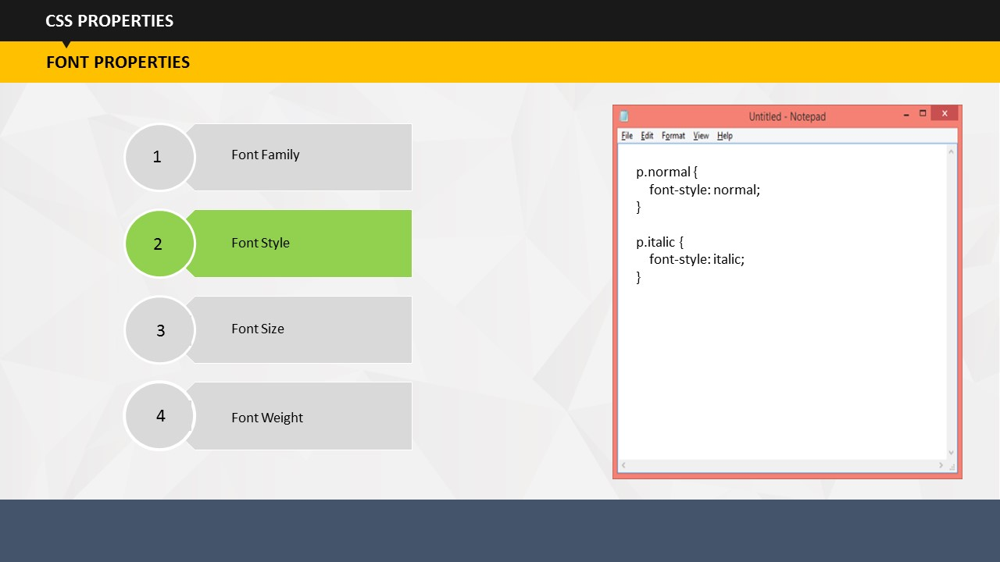 CSS PROPERTIES
FONT PROPERTIES
1
Font Family
2
Font Style
3
Font Size
4
Font Weight
Untitled - Notepad
File Edit Format View Help
p.normal {
    font-style: normal;
}

p.italic {
    font-style: italic;
}